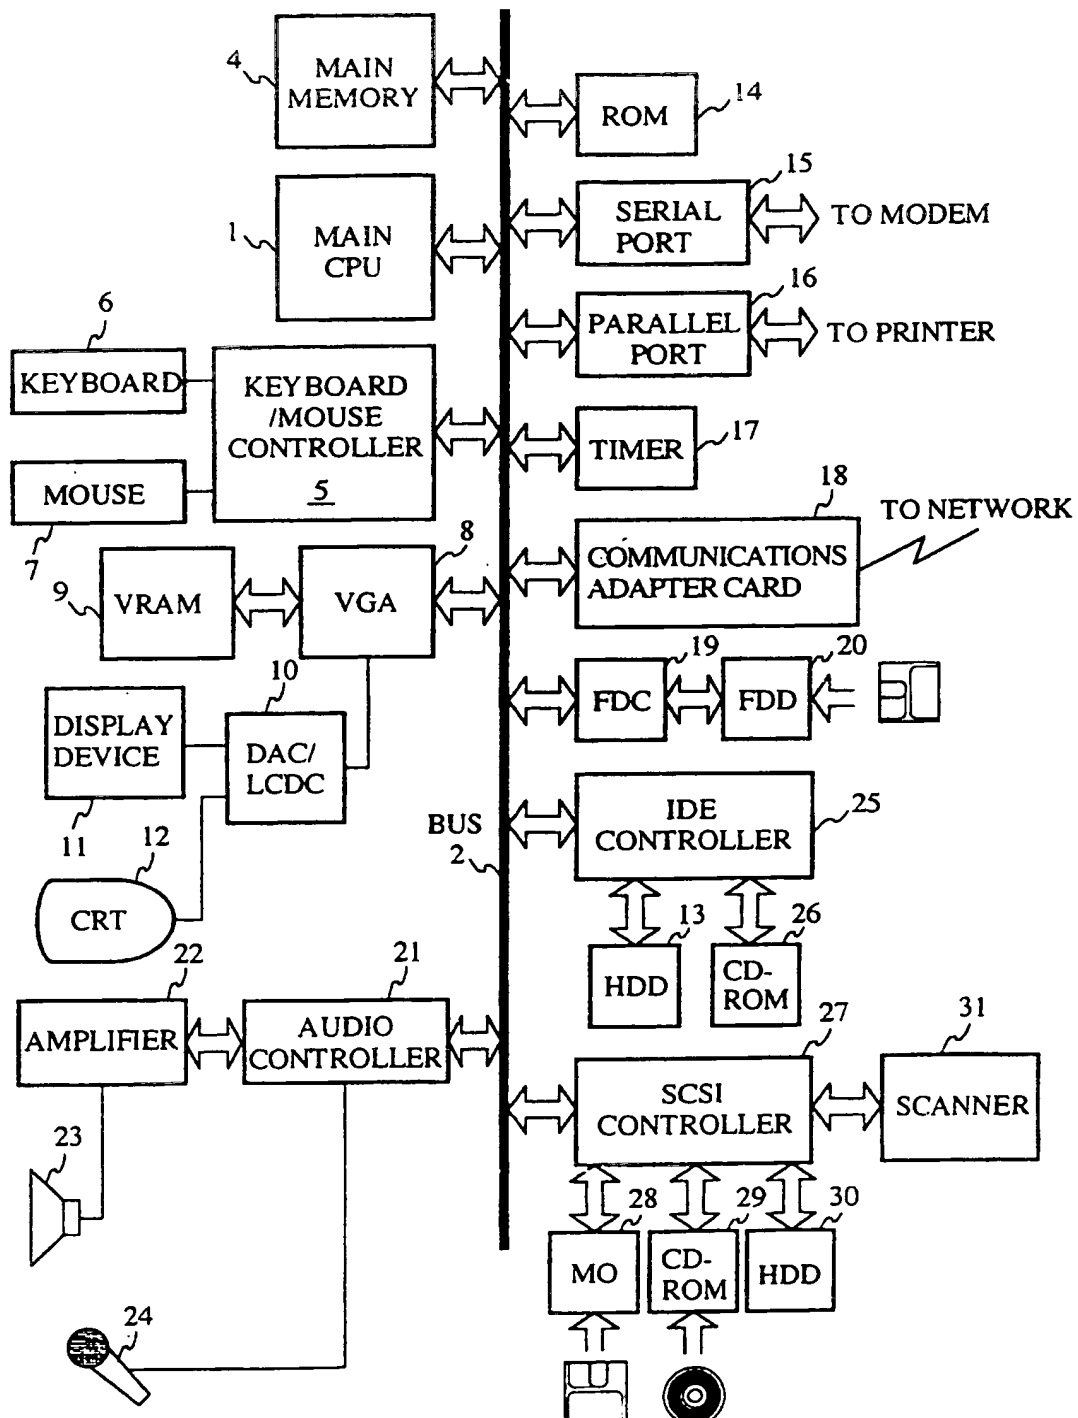 4
MAIN
MEMORY
ROM
14
1
MAIN
CPU
15
SERIAL
PORT
TO MODEM
16
PARALLEL
PORT
TO PRINTER
6
KEYBOARD
KEYBOARD
/MOUSE
CONTROLLER
5
MOUSE
7
TIMER
17
18
COMMUNICATIONS
ADAPTER CARD
TO NETWORK
9
VRAM
8
VGA
19
FDC
20
FDD
10
DISPLAY
DEVICE
11
DAC/
LCDC
BUS
2
IDE
CONTROLLER
25
12
CRT
13
HDD
26
CD-
ROM
22
AMPLIFIER
21
AUDIO
CONTROLLER
27
SCSI
CONTROLLER
31
SCANNER
23
28
MO
29
CD-
ROM
30
HDD
24